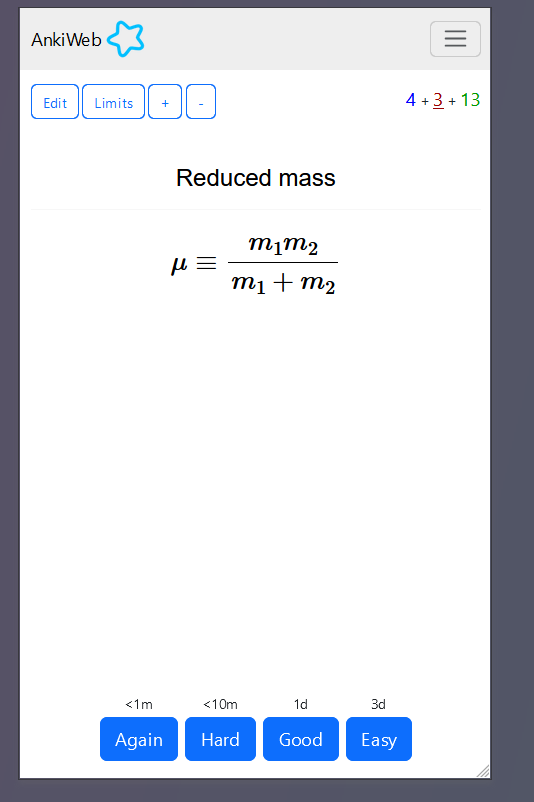 AnkiWeb
Edit Limits + - 4 + 3 + 13
Reduced mass
μ ≡ m₁m₂ / (m₁ + m₂)
<1m <10m 1d 3d
Again Hard Good Easy